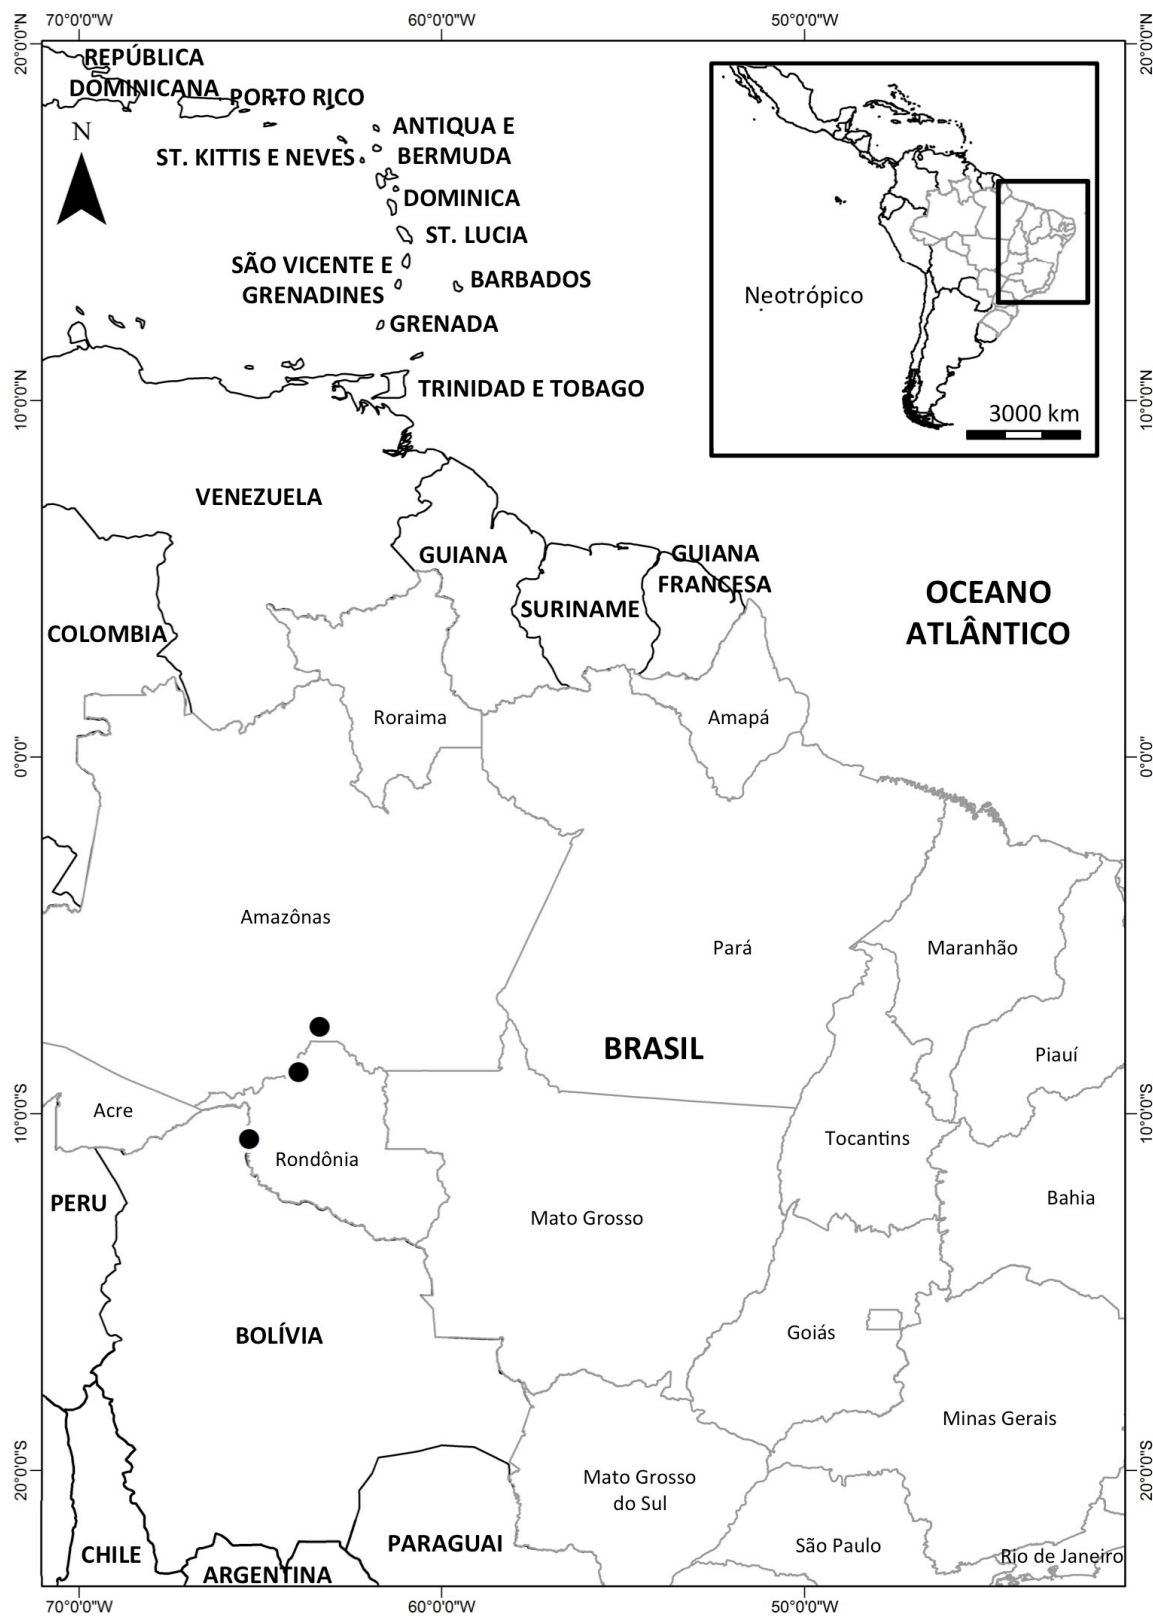 70°0'0"W 60°0'0"W 50°0'0"W
20°0'0"N
20°0'0"N
REPÚBLICA
DOMINICANA
PORTO RICO
N
ANTIQUA E
BERMUDA
ST. KITTIS E NEVES
DOMINICA
ST. LUCIA
SÃO VICENTE E
GRENADINES
BARBADOS
GRENADA
TRINIDAD E TOBAGO
Neotrópico
3000 km
10°0'0"N
10°0'0"N
VENEZUELA
GUIANA
GUIANA
FRANCESA
SURINAME
COLOMBIA
OCEANO
ATLÂNTICO
Roraima
Amapá
0°0'0"
0°0'0"
Amazônas
Pará
Maranhão
BRASIL
Piauí
10°0'0"S
10°0'0"S
Acre
Rondônia
Tocantins
PERU
Mato Grosso
Bahia
BOLÍVIA
Goiás
Minas Gerais
20°0'0"S
20°0'0"S
Mato Grosso
do Sul
CHILE
ARGENTINA
PARAGUAI
São Paulo
Rio de Janeiro
70°0'0"W 60°0'0"W 50°0'0"W